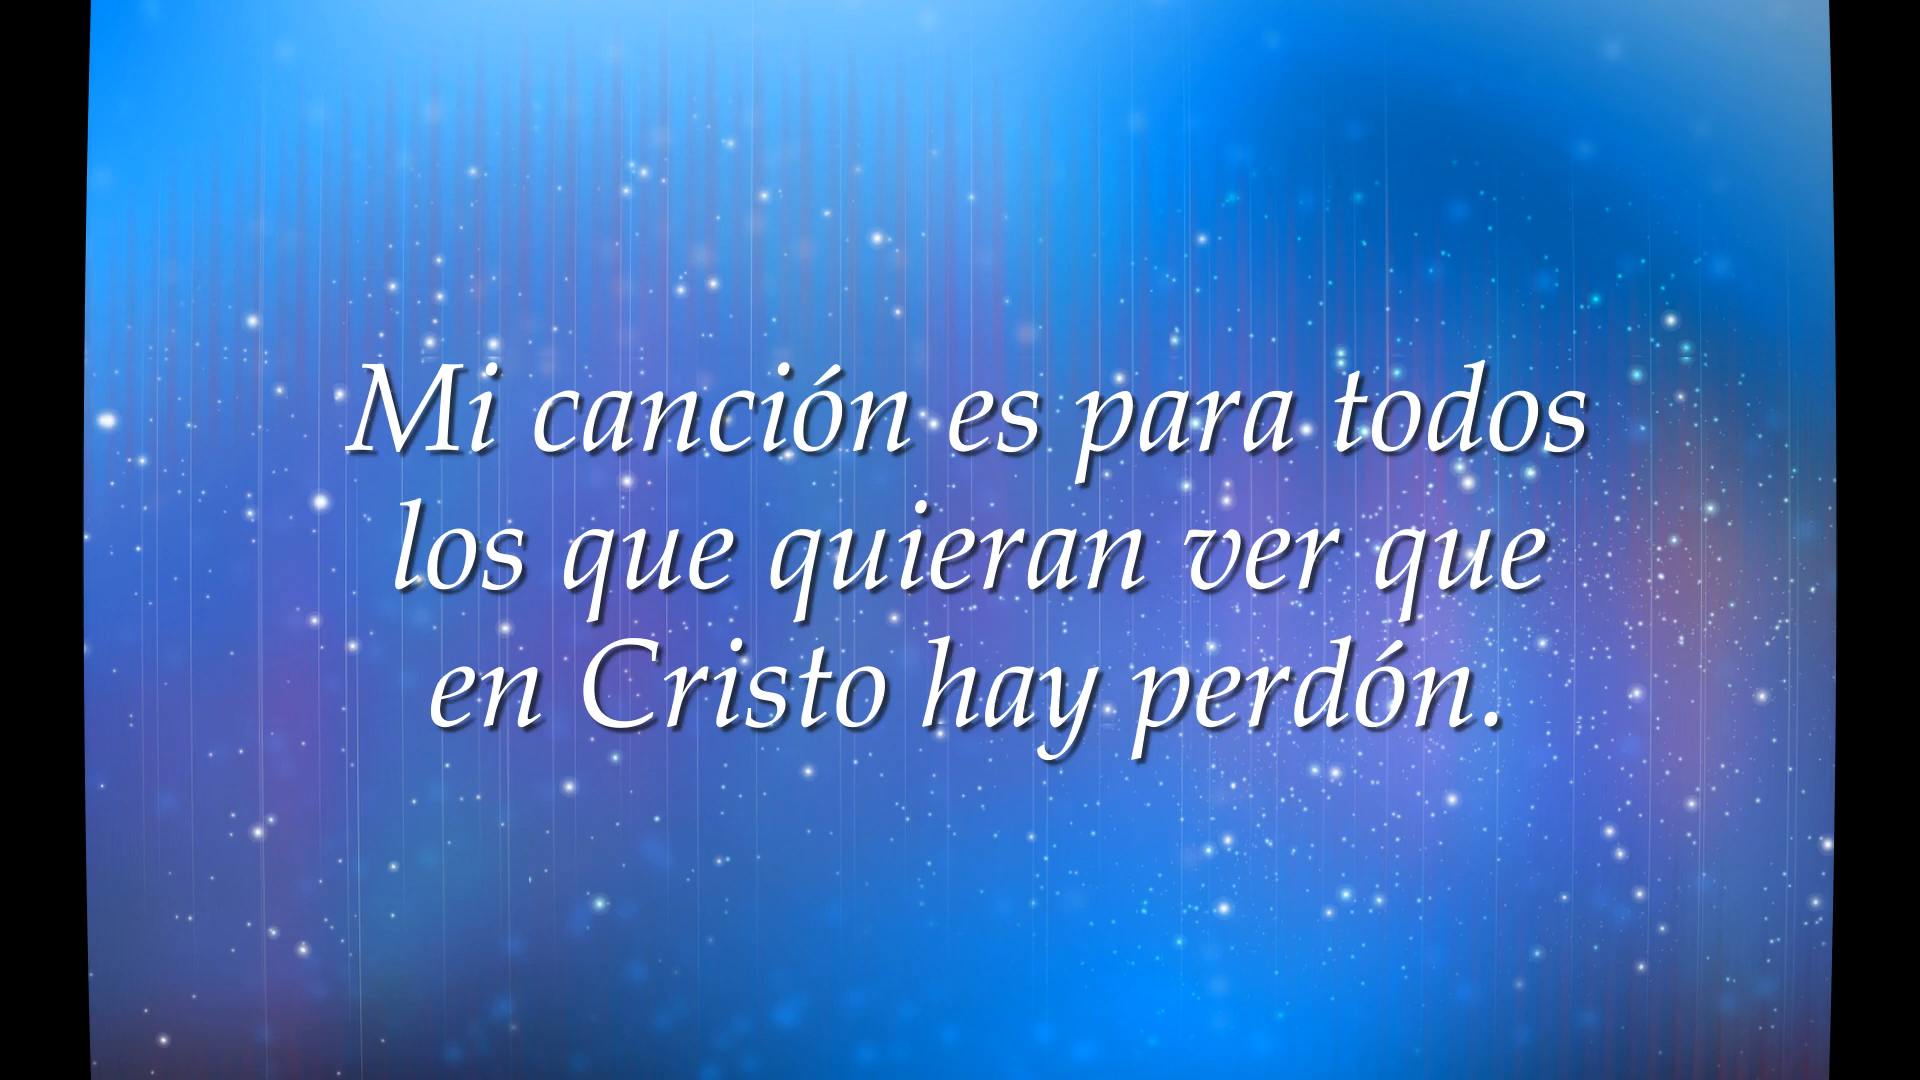 Mi canción es para todos
los que quieran ver que
en Cristo hay perdón.